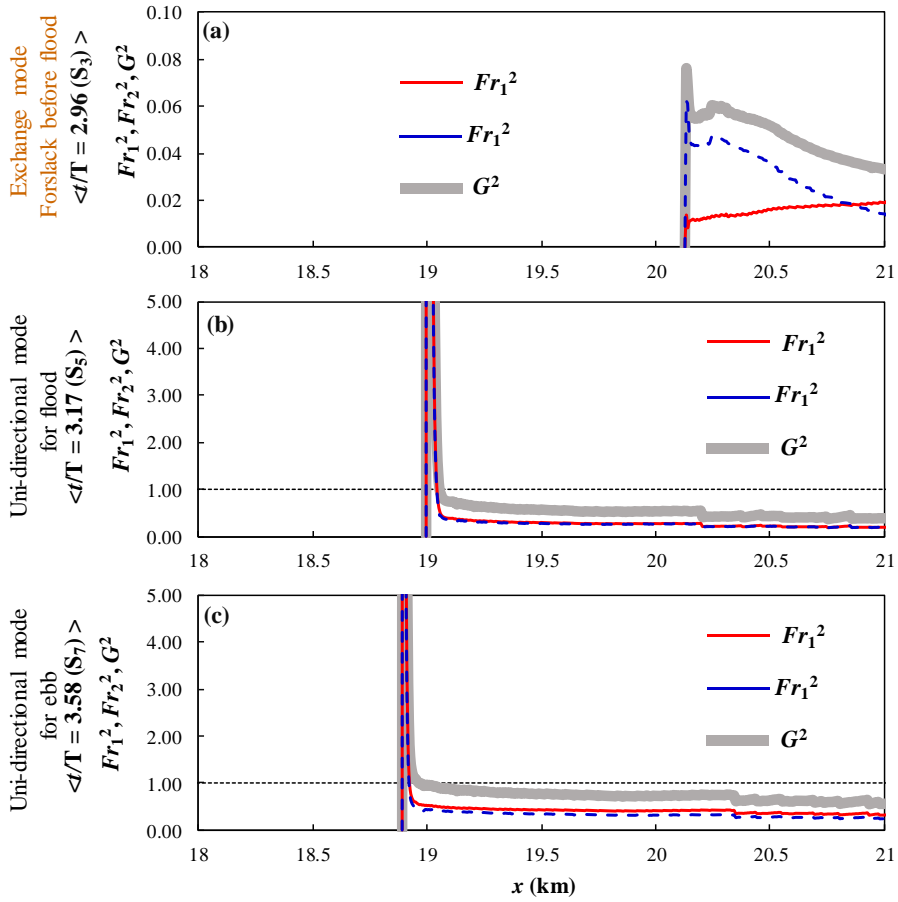 Exchange mode
Forslack before flood
<t/T = 2.96 (S₃) >
Fr₁², Fr₂², G²
0.10
0.08
0.06
0.04
0.02
0.00
(a)
Fr₁²
Fr₁²
G²
18 18.5 19 19.5 20 20.5 21
Uni-directional mode
for flood
<t/T = 3.17 (S₅) >
Fr₁², Fr₂², G²
5.00
4.00
3.00
2.00
1.00
0.00
(b)
Fr₁²
Fr₁²
G²
18 18.5 19 19.5 20 20.5 21
Uni-directional mode
for ebb
<t/T = 3.58 (S₇) >
Fr₁², Fr₂², G²
5.00
4.00
3.00
2.00
1.00
0.00
(c)
Fr₁²
Fr₁²
G²
18 18.5 19 19.5 20 20.5 21
x (km)